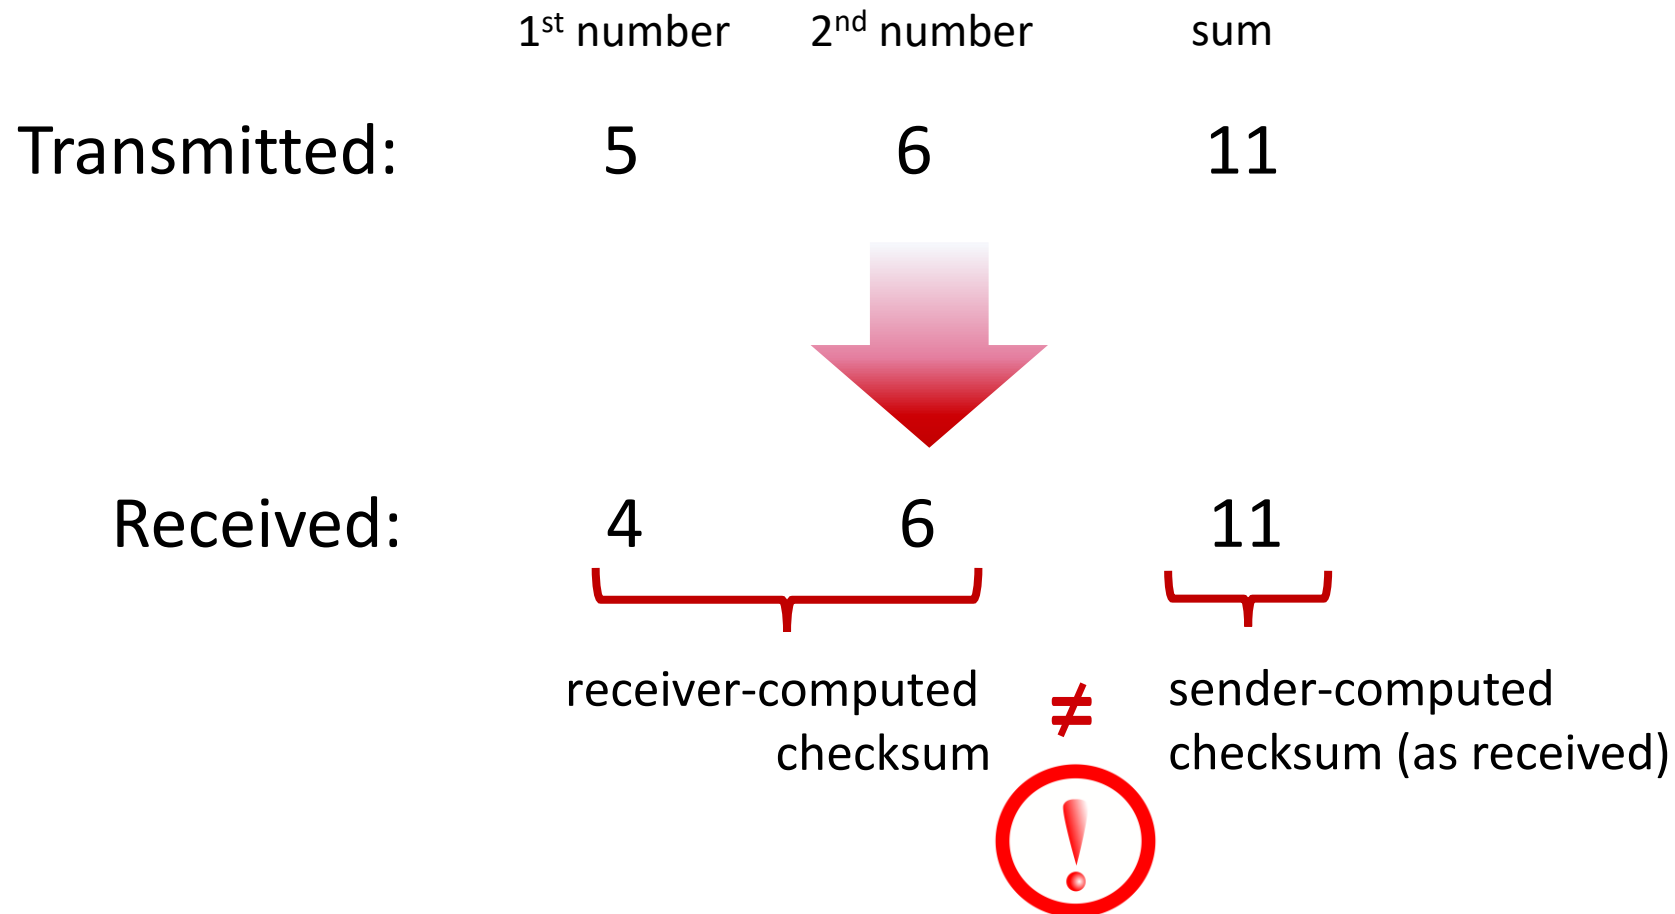 1st number 2nd number sum
Transmitted: 5 6 11
Received: 4 6 11
receiver-computed ≠ sender-computed
checksum checksum (as received)
!